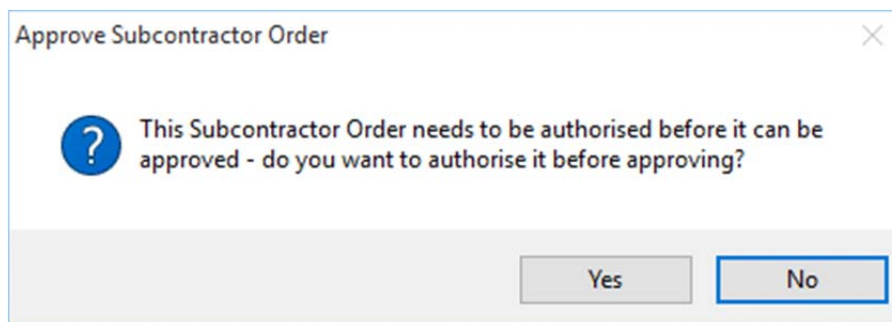 Approve Subcontractor Order
This Subcontractor Order needs to be authorised before it can be
approved - do you want to authorise it before approving?
Yes
No